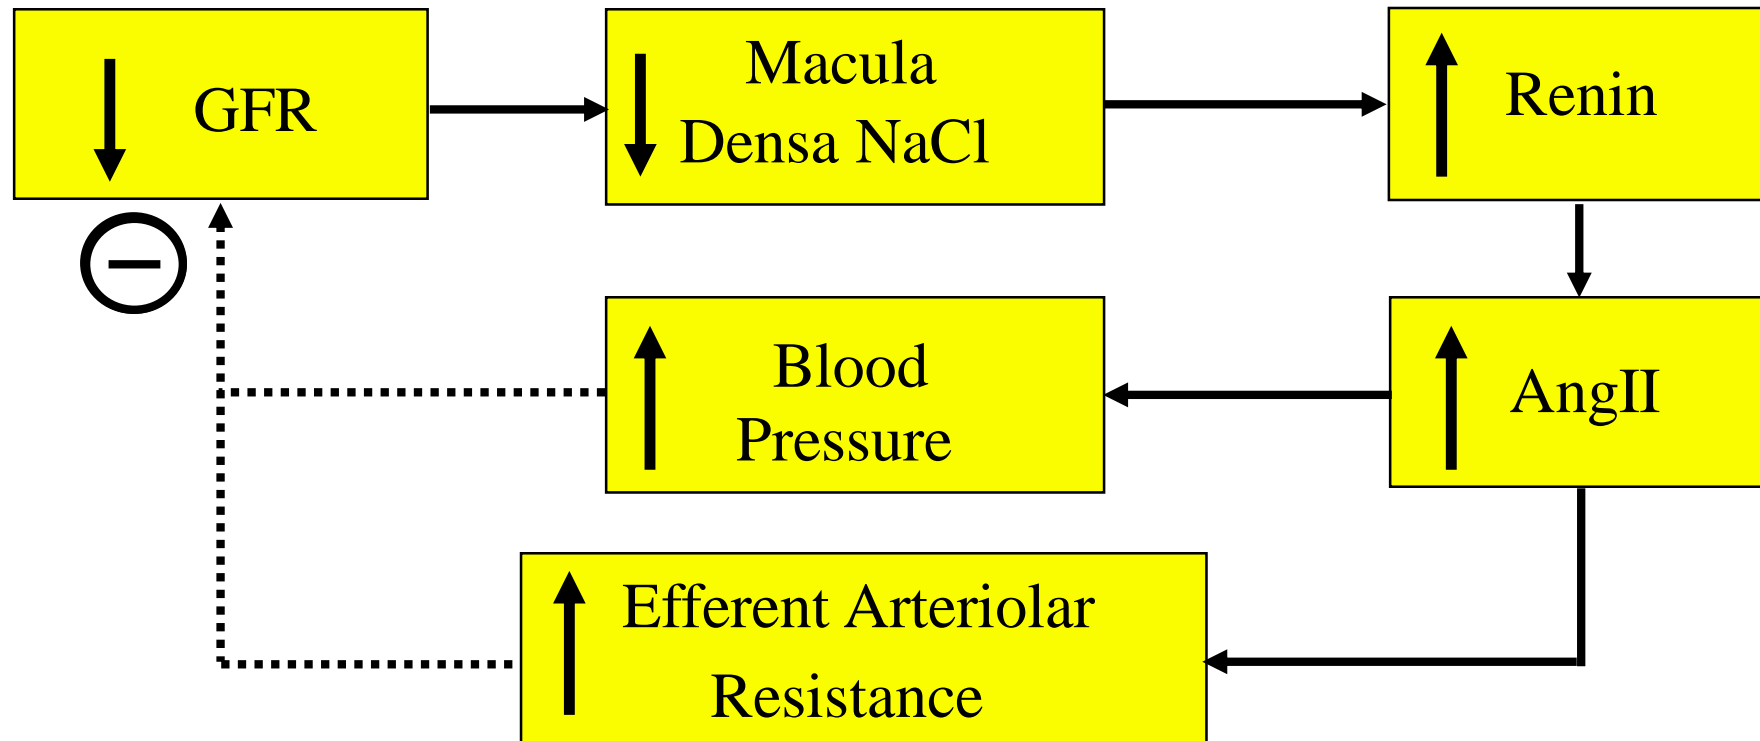 GFR
Macula
Densa NaCl
Renin
Blood
Pressure
AngII
Efferent Arteriolar
Resistance